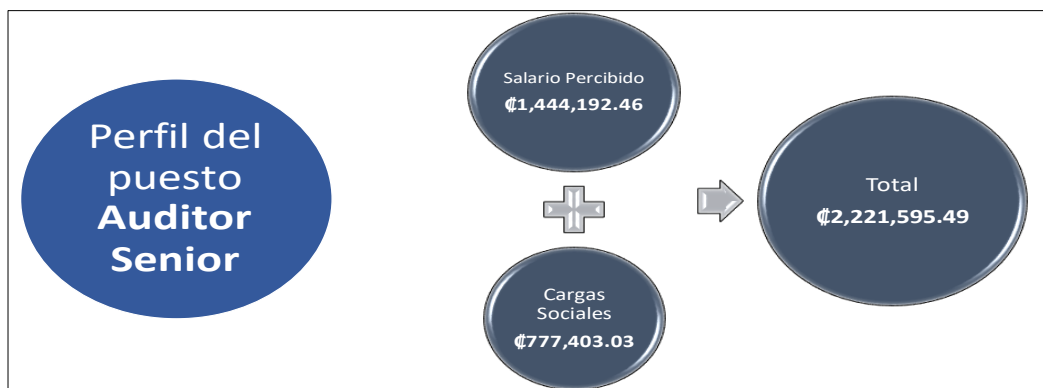 Perfil del
puesto
Auditor
Senior
Salario Percibido
₡1,444,192.46
Cargas
Sociales
₡777,403.03
Total
₡2,221,595.49